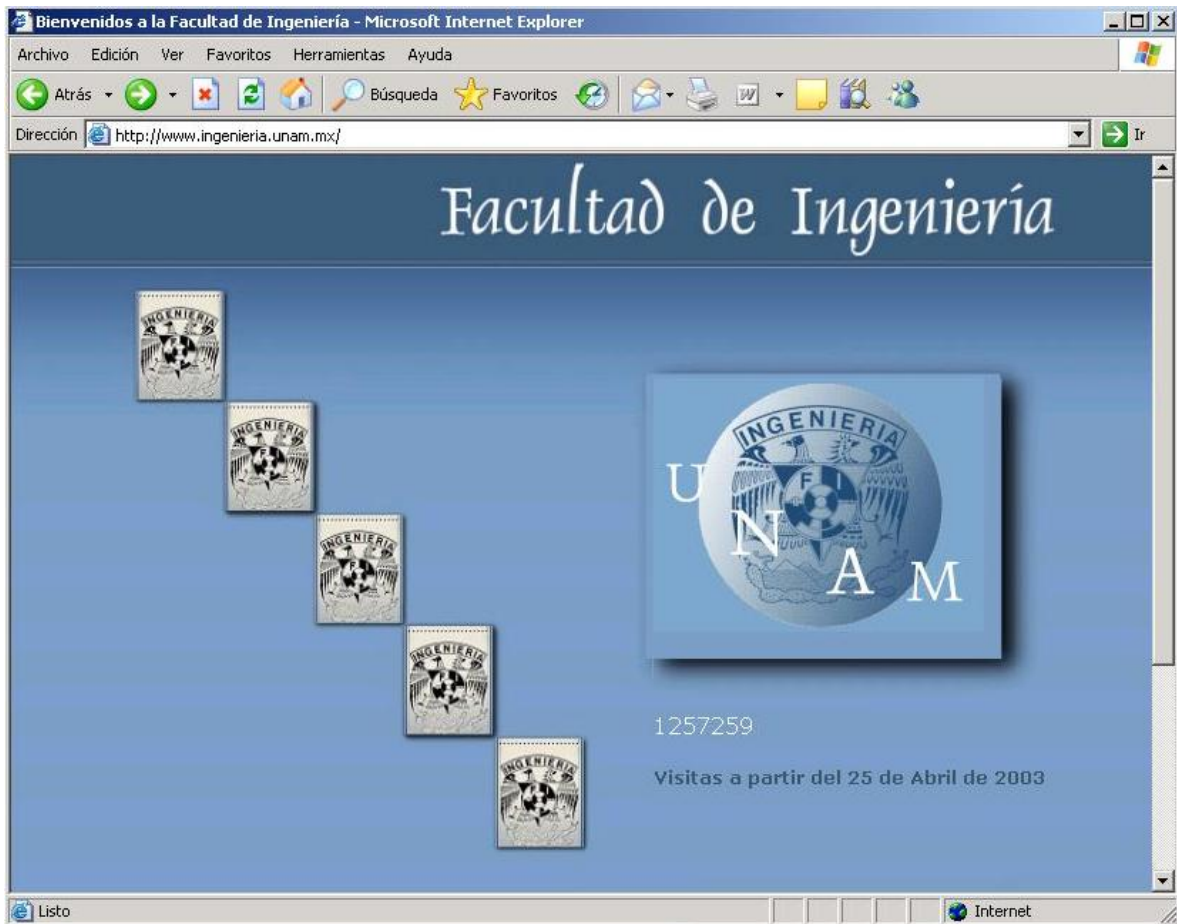 Bienvenidos a la Facultad de Ingeniería - Microsoft Internet Explorer
Archivo Edición Ver Favoritos Herramientas Ayuda
Atrás Búsqueda Favoritos W
Dirección http://www.ingenieria.unam.mx/ Ir
Facultad de Ingeniería
INGENIERIA
INGENIERIA
F I
INGENIERIA
F I
INGENIERIA
INGENIERIA
INGENIERIA
F I
U
N
A
M
1257259
Visitas a partir del 25 de Abril de 2003
Listo Internet